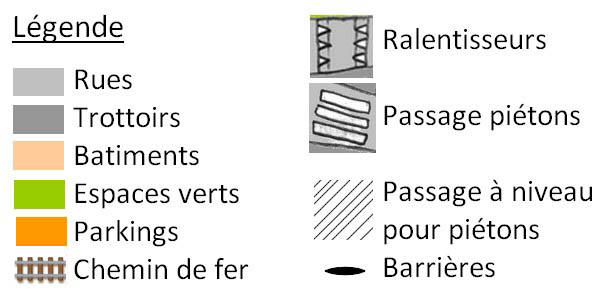 Légende
Rues
Trottoirs
Batiments
Espaces verts
Parkings
Chemin de fer
Ralentisseurs
Passage piétons
Passage à niveau
pour piétons
Barrières